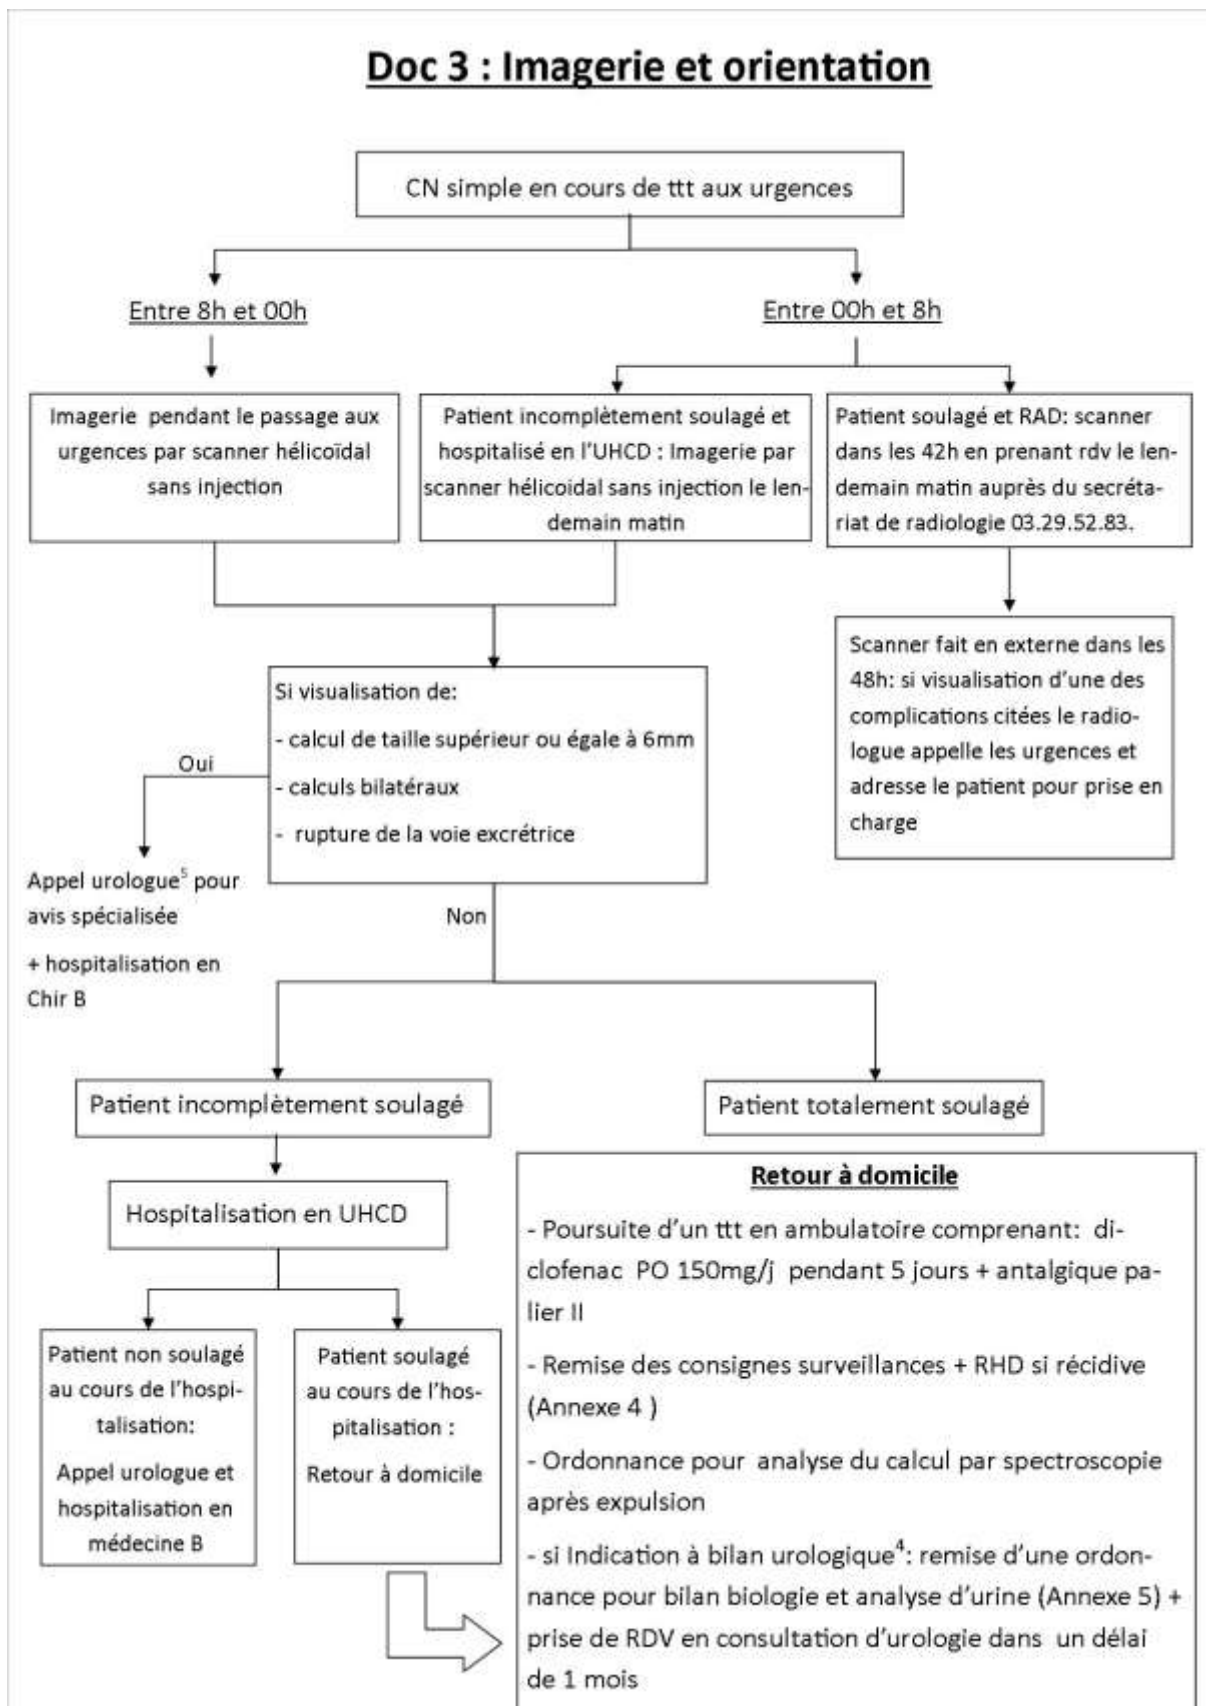 Doc 3 : Imagerie et orientation
CN simple en cours de ttt aux urgences
Entre 8h et 00h
Entre 00h et 8h
Imagerie pendant le passage aux
urgences par scanner hélicoïdal
sans injection
Patient incomplètement soulagé et
hospitalisé en l'UHCD : Imagerie par
scanner hélicoidal sans injection le len-
demain matin
Patient soulagé et RAD: scanner
dans les 42h en prenant rdv le len-
demain matin auprès du secréta-
riat de radiologie 03.29.52.83.
Scanner fait en externe dans les
48h: si visualisation d'une des
complications citées le radio-
logue appelle les urgences et
adresse le patient pour prise en
charge
Si visualisation de:
- calcul de taille supérieur ou égale à 6mm
- calculs bilatéraux
- rupture de la voie excrétrice
Oui
Appel urologue⁵ pour
avis spécialisée
+ hospitalisation en
Chir B
Non
Patient incomplètement soulagé
Patient totalement soulagé
Hospitalisation en UHCD
Patient non soulagé
au cours de l'hospi-
talisation:
Appel urologue et
hospitalisation en
médecine B
Patient soulagé
au cours de l'hos-
pitalisation :
Retour à domicile
Retour à domicile
- Poursuite d'un ttt en ambulatoire comprenant: di-
clofenac PO 150mg/j pendant 5 jours + antalgique pa-
lier II
- Remise des consignes surveillances + RHD si récidive
(Annexe 4 )
- Ordonnance pour analyse du calcul par spectroscopie
après expulsion
- si Indication à bilan urologique⁴: remise d'une ordon-
nance pour bilan biologie et analyse d'urine (Annexe 5) +
prise de RDV en consultation d'urologie dans un délai
de 1 mois